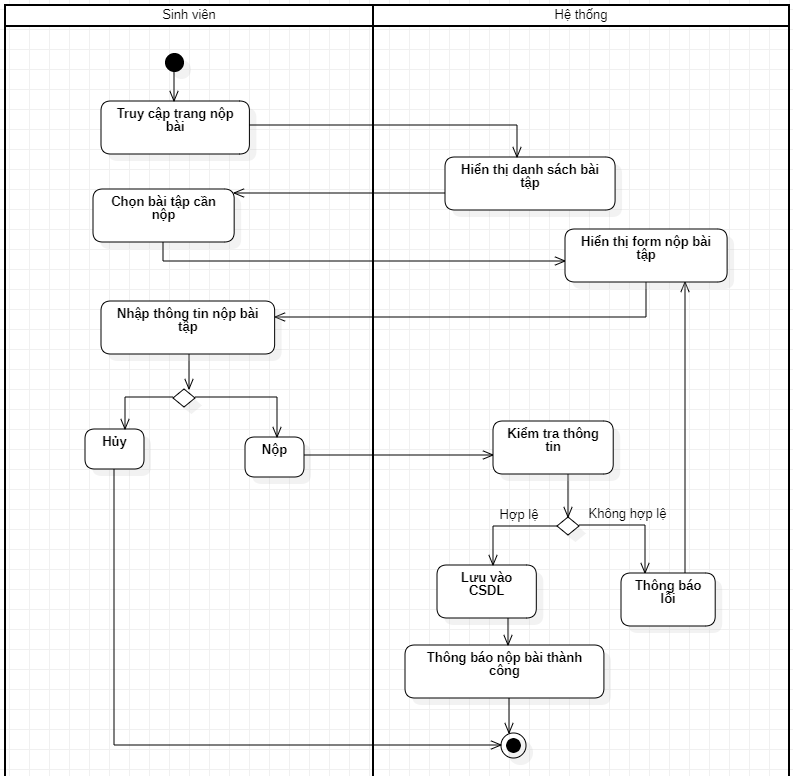 Sinh viên
Hệ thống
Truy cập trang nộp
bài
Hiển thị danh sách bài
tập
Chọn bài tập cần
nộp
Hiển thị form nộp bài
tập
Nhập thông tin nộp bài
tập
Hủy
Nộp
Kiểm tra thông
tin
Hợp lệ
Không hợp lệ
Lưu vào
CSDL
Thông báo
lỗi
Thông báo nộp bài thành
công